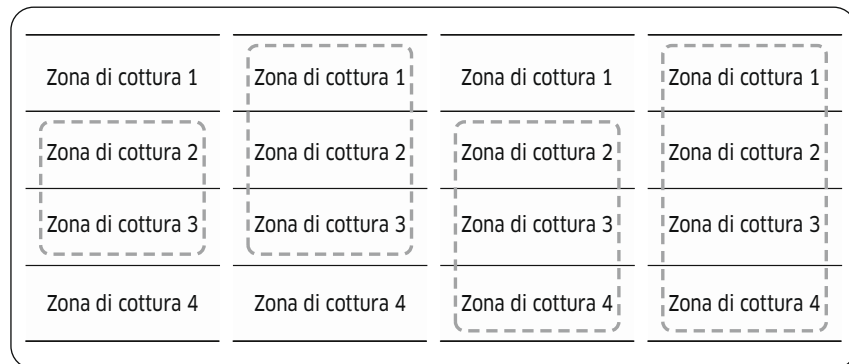 Zona di cottura 1 Zona di cottura 1 Zona di cottura 1 Zona di cottura 1
Zona di cottura 2 Zona di cottura 2 Zona di cottura 2 Zona di cottura 2
Zona di cottura 3 Zona di cottura 3 Zona di cottura 3 Zona di cottura 3
Zona di cottura 4 Zona di cottura 4 Zona di cottura 4 Zona di cottura 4